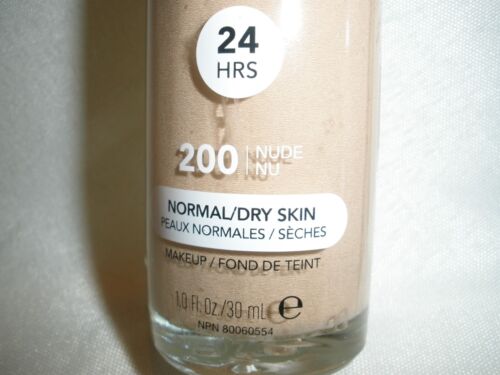 24
HRS
200 | NUDE
NU
NORMAL/DRY SKIN
PEAUX NORMALES / SÈCHES
MAKEUP / FOND DE TEINT
1.0 Fl. Oz./30 mL ℮
NPN 80060554